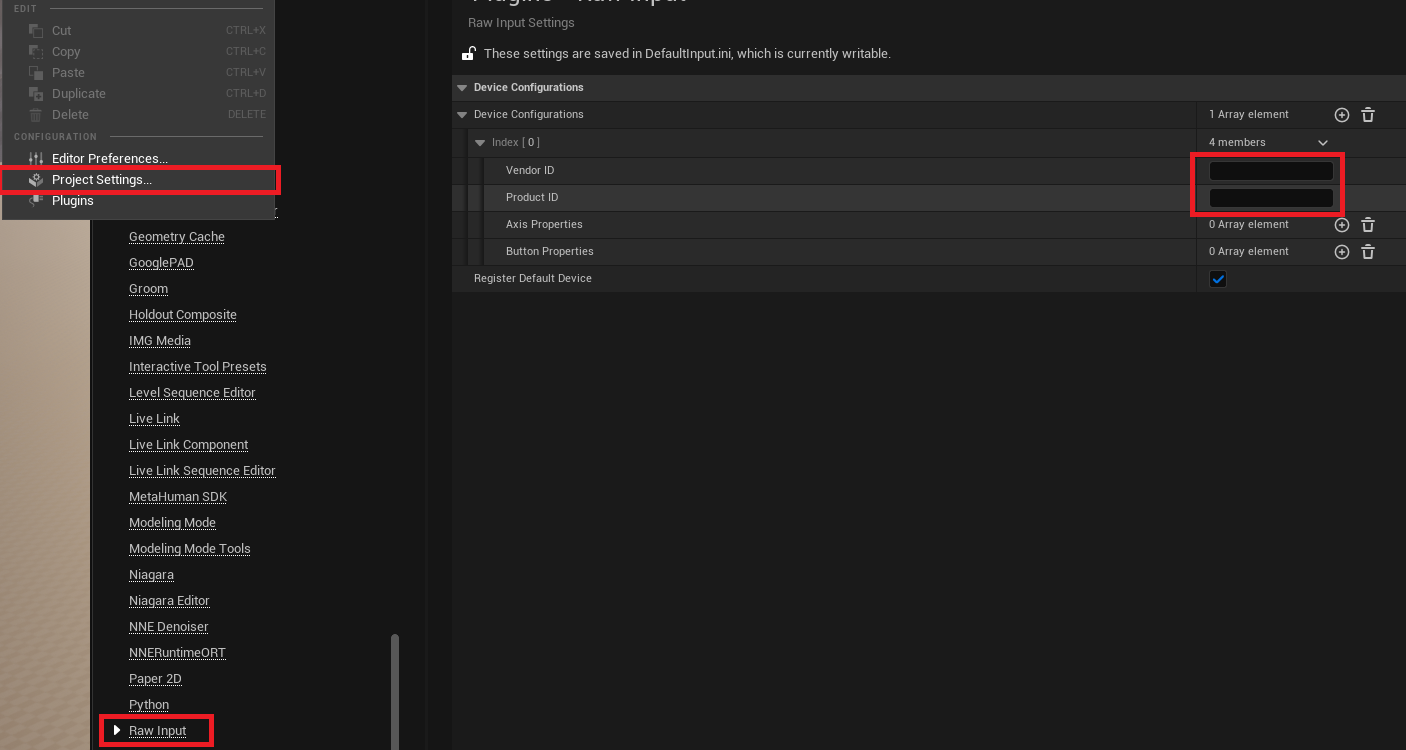 EDIT
Cut CTRL+X
Copy CTRL+C
Paste CTRL+V
Duplicate CTRL+D
Delete DELETE
CONFIGURATION
Editor Preferences...
Project Settings...
Plugins
Geometry Cache
GooglePAD
Groom
Holdout Composite
IMG Media
Interactive Tool Presets
Level Sequence Editor
Live Link
Live Link Component
Live Link Sequence Editor
MetaHuman SDK
Modeling Mode
Modeling Mode Tools
Niagara
Niagara Editor
NNE Denoiser
NNERuntimeORT
Paper 2D
Python
Raw Input
Raw Input Settings
These settings are saved in DefaultInput.ini, which is currently writable.
Device Configurations
Device Configurations 1 Array element
Index [ 0 ] 4 members
Vendor ID
Product ID
Axis Properties 0 Array element
Button Properties 0 Array element
Register Default Device